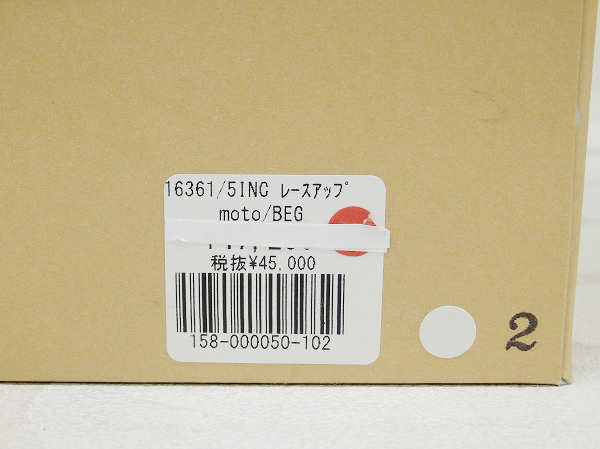 16361/5INC ﾚｰｽｱｯﾌﾟ
moto/BEG
税抜¥45,000
158-000050-102
2